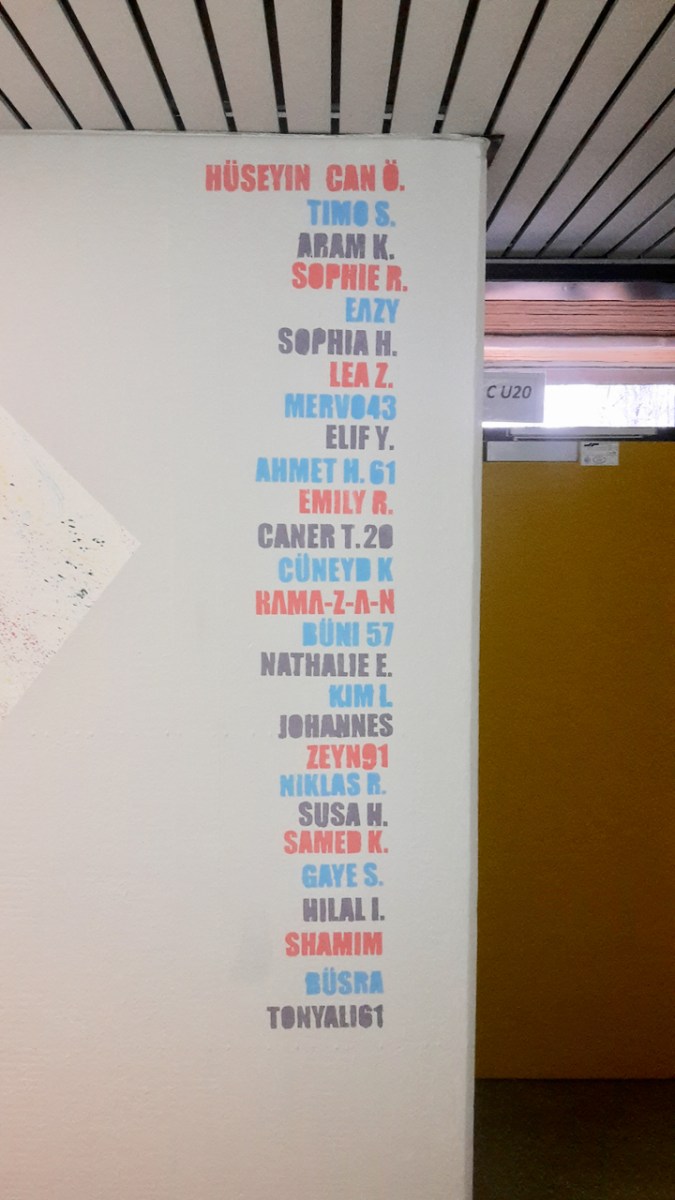 HÜSEYIN CAN Ö.
TIMO S.
ARAM K.
SOPHIE R.
EAZY
SOPHIA H.
LEA Z.
MERVO43
ELIF Y.
AHMET H. 61
EMILY R.
CANER T. 20
CÜNEYD K
RAMA-Z-A-N
BÜNI 57
NATHALIE E.
KIM L
JOHANNES
ZEYN91
NIKLAS R.
SUSA H.
SAMED K.
GAYE S.
HILAL I.
SHAMIM
BÜSRA
TONYALI61
C U20